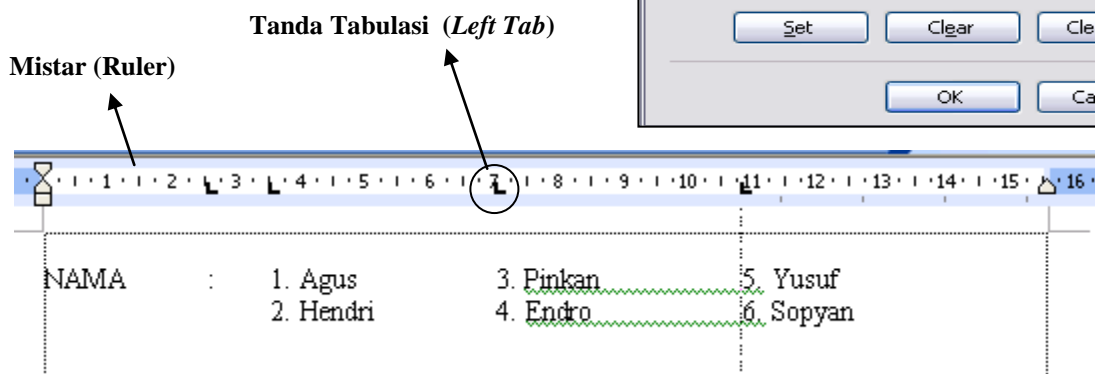 Tanda Tabulasi (Left Tab)
Set Clear Cle
Mistar (Ruler)
OK Ca
1 2 3 4 5 6 7 8 9 10 11 12 13 14 15 16
NAMA : 1. Agus 3. Pinkan 5. Yusuf
2. Hendri 4. Endro 6. Sopyan